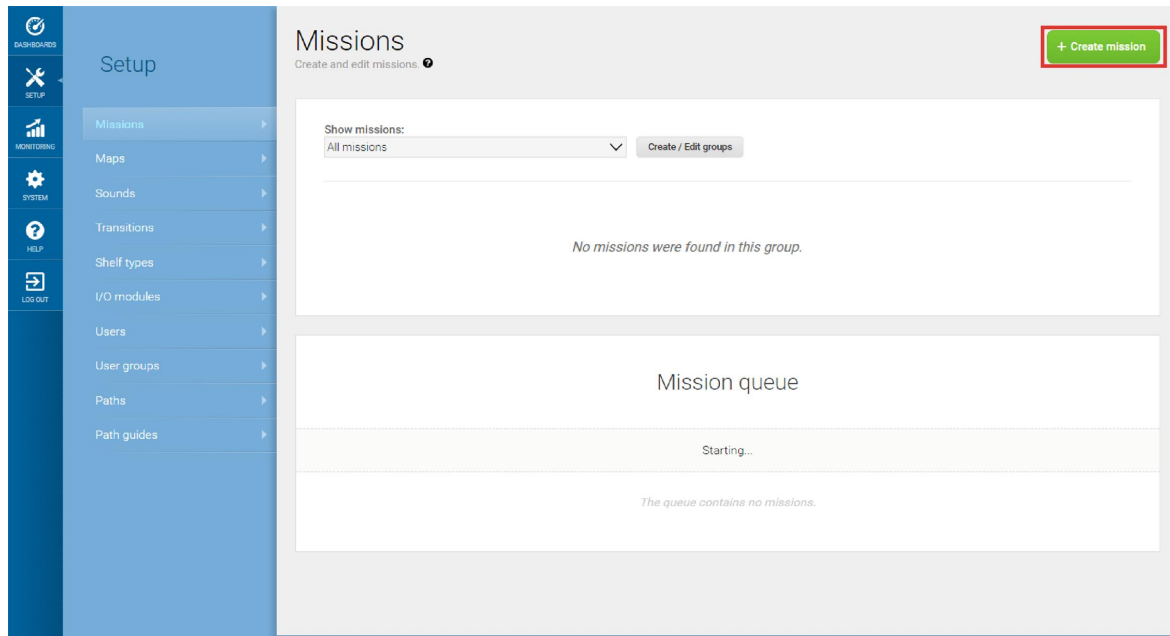 DASHBOARDS
SETUP
MONITORING
SYSTEM
HELP
LOG OUT
Setup
Missions
Maps
Sounds
Transitions
Shelf types
I/O modules
Users
User groups
Paths
Path guides
Missions
Create and edit missions.
+ Create mission
Show missions:
All missions
Create / Edit groups
No missions were found in this group.
Mission queue
Starting...
The queue contains no missions.